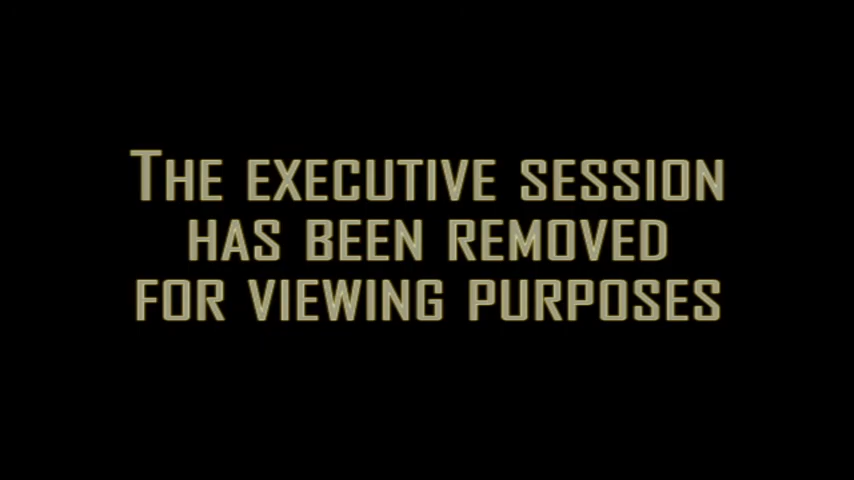 The executive session
has been removed
for viewing purposes